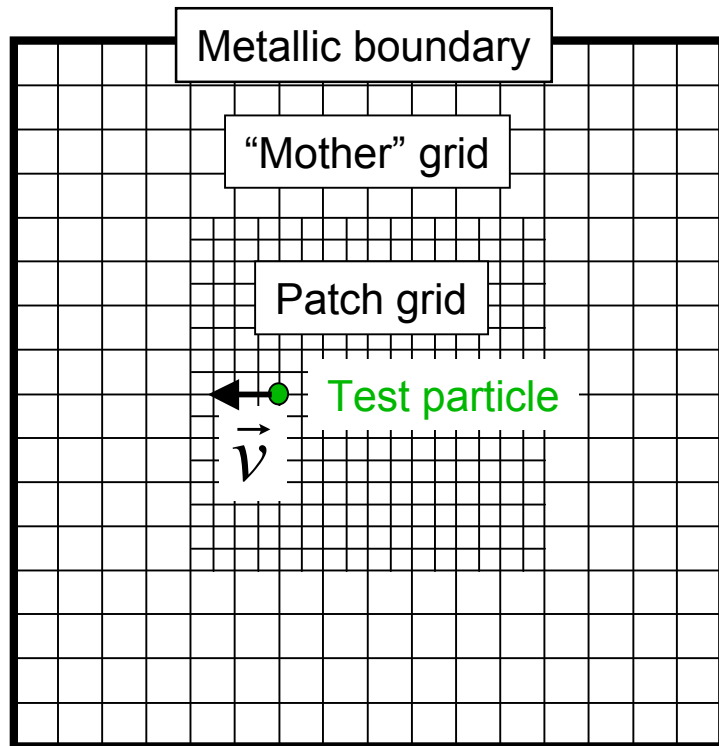 Metallic boundary
“Mother” grid
Patch grid
Test particle
v⃗